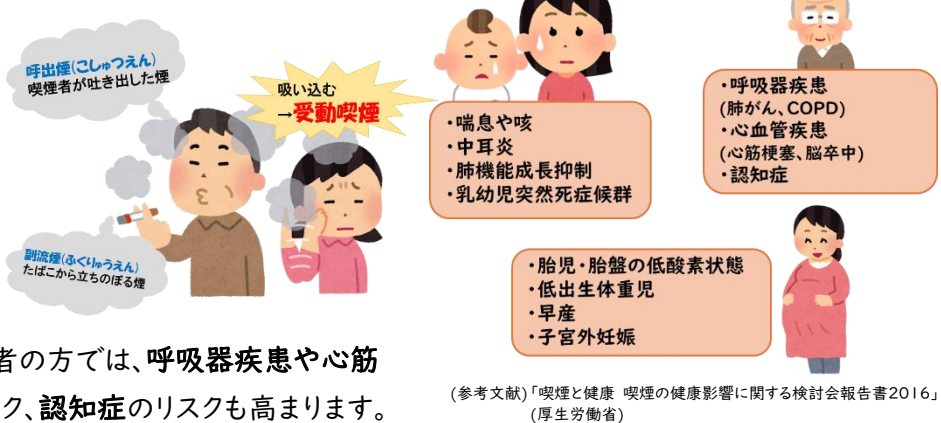 呼出煙(こしゅつえん)
喫煙者が吐き出した煙
吸い込む
→受動喫煙
副流煙(ふくりゅうえん)
たばこから立ちのぼる煙
・喘息や咳
・中耳炎
・肺機能成長抑制
・乳幼児突然死症候群
・呼吸器疾患
(肺がん、COPD)
・心血管疾患
(心筋梗塞、脳卒中)
・認知症
・胎児・胎盤の低酸素状態
・低出生体重児
・早産
・子宮外妊娠
者の方では、呼吸器疾患や心筋
ク、認知症のリスクも高まります。
(参考文献)「喫煙と健康 喫煙の健康影響に関する検討会報告書2016」
(厚生労働省)